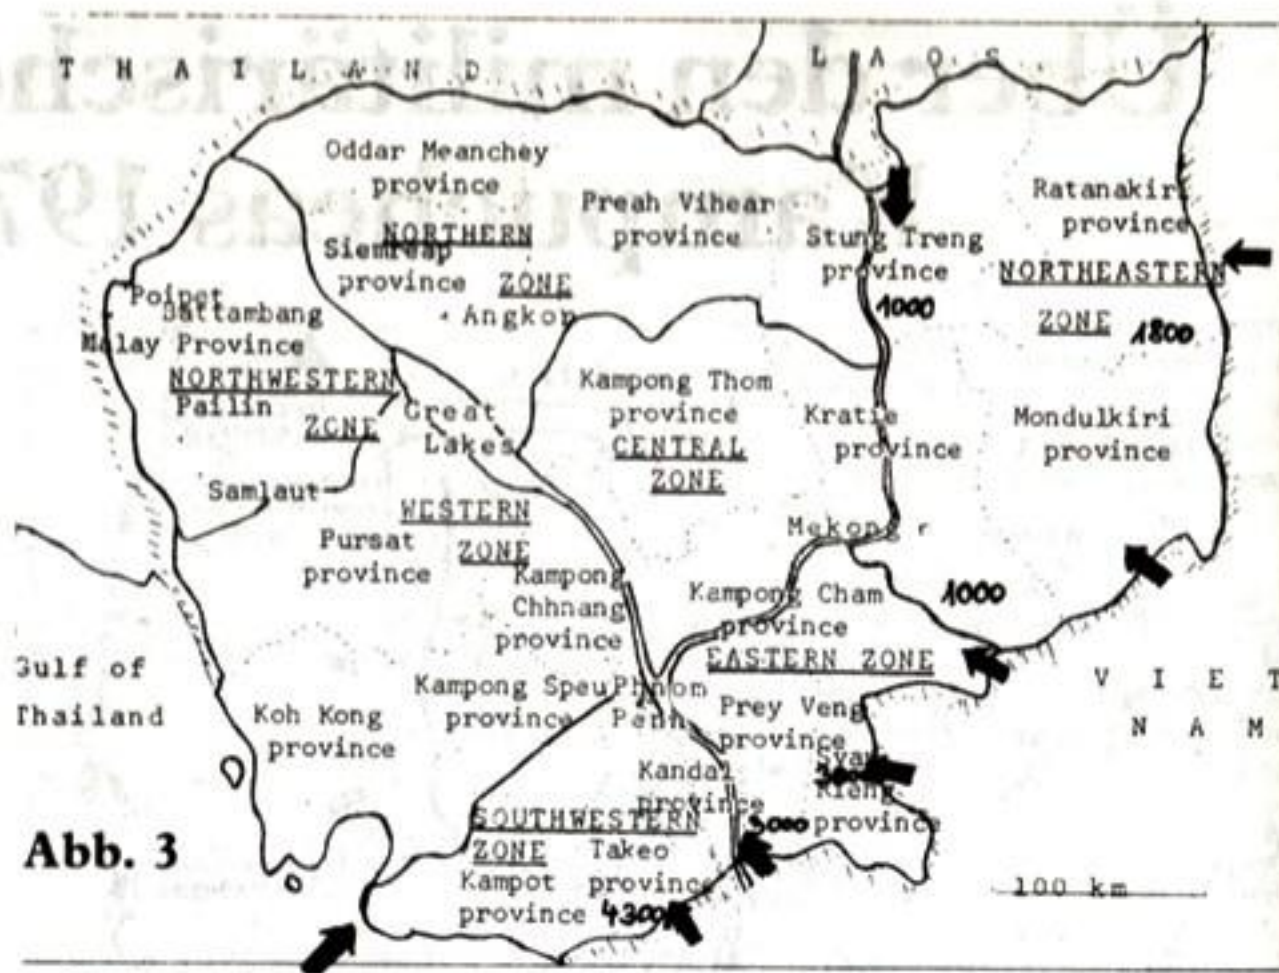 T H A I L A N D
L A O S
Oddar Meanchey
province
Preah Vihear
province
Ratanakiri
province
NORTHERN
ZONE
Siemreap
province
Angkor
Stung Treng
province
1000
NORTHEASTERN
ZONE
1800
Poipet
Battambang
Malay Province
NORTHWESTERN
ZONE
Pailin
Great
Lakes
Kampong Thom
province
CENTRAL
ZONE
Kratie
province
Mondulkiri
province
Samlaut
WESTERN
ZONE
Pursat
province
Mekong r
Kampong
Chhnang
province
Kampong Cham
province
1000
EASTERN ZONE
Gulf of
Thailand
V I E T
N A M
Koh Kong
province
Kampong Speu
province
Phnom
Penh
Prey Veng
province
Kandal
province
Rieng
province
SOUTHWESTERN
ZONE
Takeo
province
Kampot
province
4300
Abb. 3
100 km